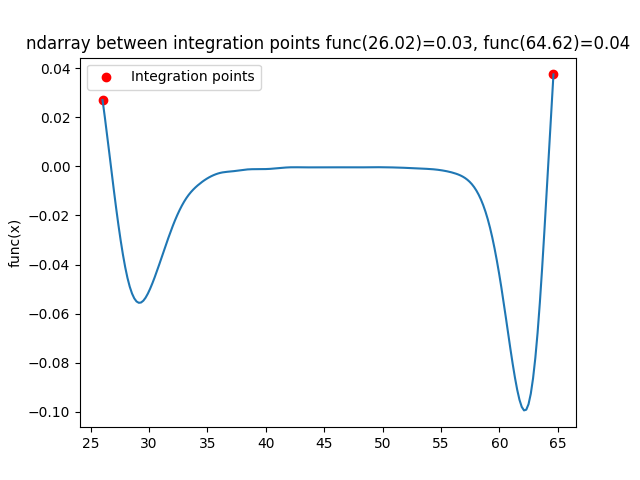 ndarray between integration points func(26.02)=0.03, func(64.62)=0.04
Integration points
func(x)
0.04
0.02
0.00
−0.02
−0.04
−0.06
−0.08
−0.10
25 30 35 40 45 50 55 60 65